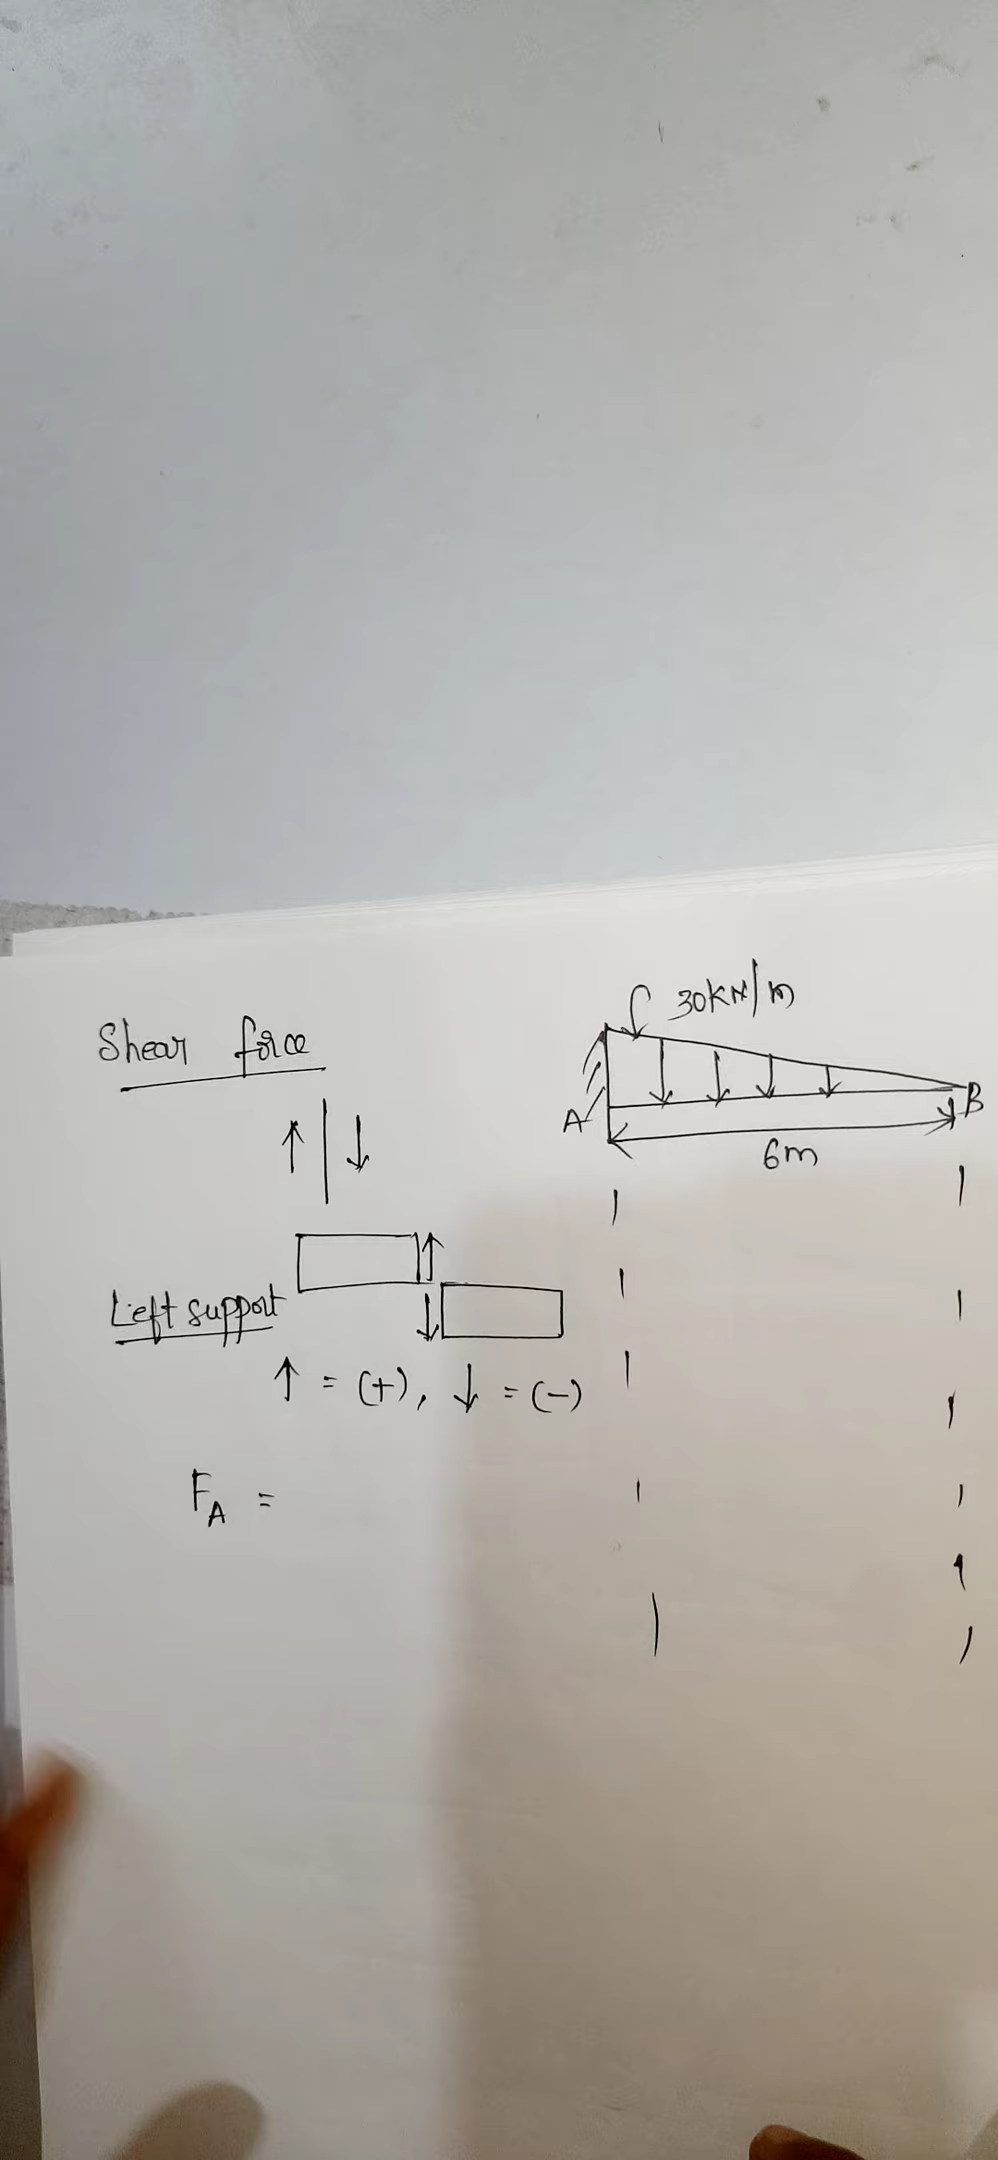 Shear force
↑ | ↓
Left support
↑ = (+), ↓ = (-)
F_A =
30KN/m
A
B
6m